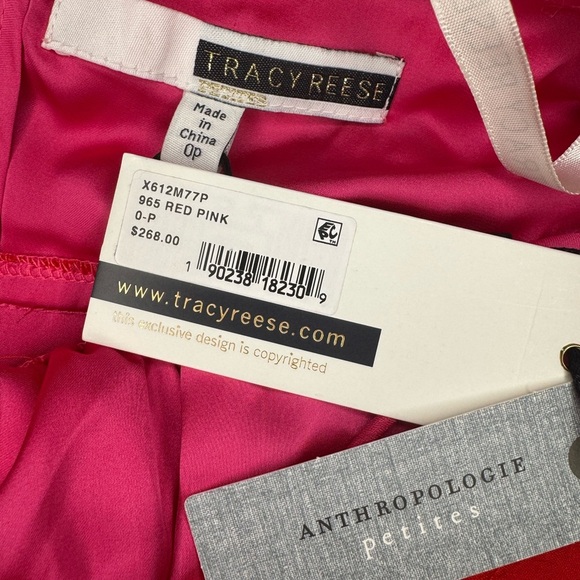 TRACY REESE
PETITES
Made
in
China
0p
X612M77P
965 RED PINK
0-P
$268.00
1 90238 18230 9
www.tracyreese.com
this exclusive design is copyrighted
ANTHROPOLOGIE
petites